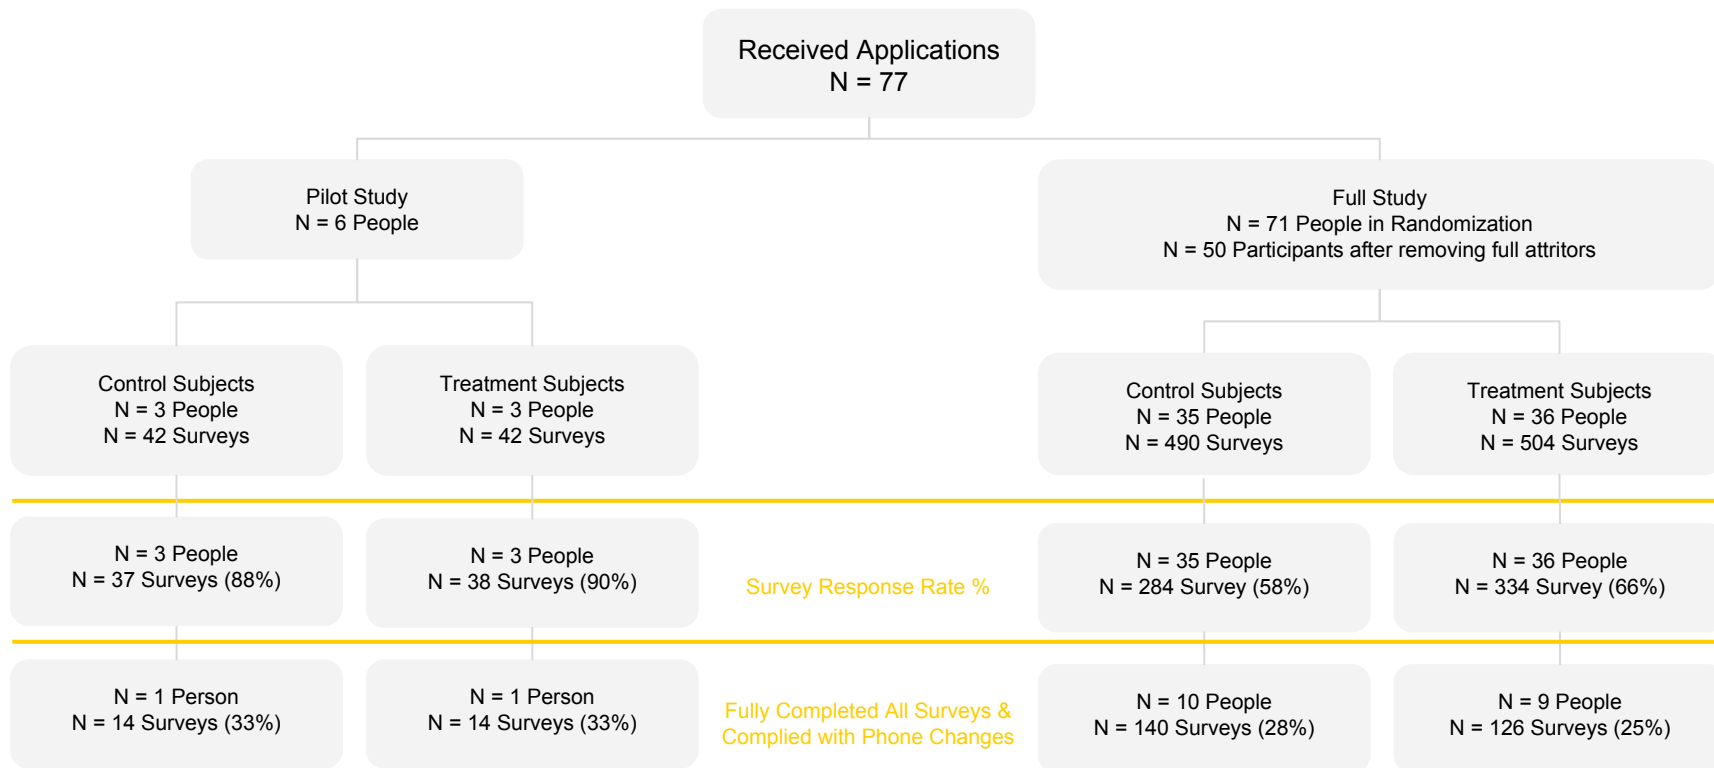 Received Applications
N = 77
Pilot Study
N = 6 People
Full Study
N = 71 People in Randomization
N = 50 Participants after removing full attritors
Control Subjects
N = 3 People
N = 42 Surveys
Treatment Subjects
N = 3 People
N = 42 Surveys
Control Subjects
N = 35 People
N = 490 Surveys
Treatment Subjects
N = 36 People
N = 504 Surveys
N = 3 People
N = 37 Surveys (88%)
N = 3 People
N = 38 Surveys (90%)
Survey Response Rate %
N = 35 People
N = 284 Survey (58%)
N = 36 People
N = 334 Survey (66%)
N = 1 Person
N = 14 Surveys (33%)
N = 1 Person
N = 14 Surveys (33%)
Fully Completed All Surveys &
Complied with Phone Changes
N = 10 People
N = 140 Surveys (28%)
N = 9 People
N = 126 Surveys (25%)